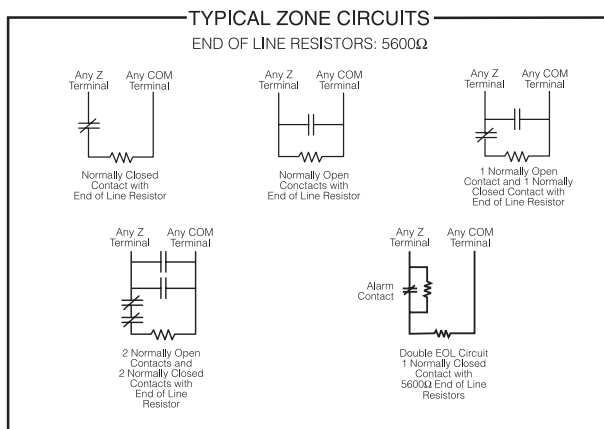 TYPICAL ZONE CIRCUITS
END OF LINE RESISTORS: 5600Ω
Any Z
Terminal
Any COM
Terminal
Normally Closed
Contact with
End of Line Resistor
Any Z
Terminal
Any COM
Terminal
Normally Open
Conctacts with
End of Line Resistor
Any Z
Terminal
Any COM
Terminal
1 Normally Open
Contact and 1 Normally
Closed Contact with
End of Line Resistor
Any Z
Terminal
Any COM
Terminal
2 Normally Open
Contacts and
2 Normally Closed
Contacts with
End of Line
Resistor
Any Z
Terminal
Any COM
Terminal
Alarm
Contact
Double EOL Circuit
1 Normally Closed
Contact with
5600Ω End of Line
Resistors